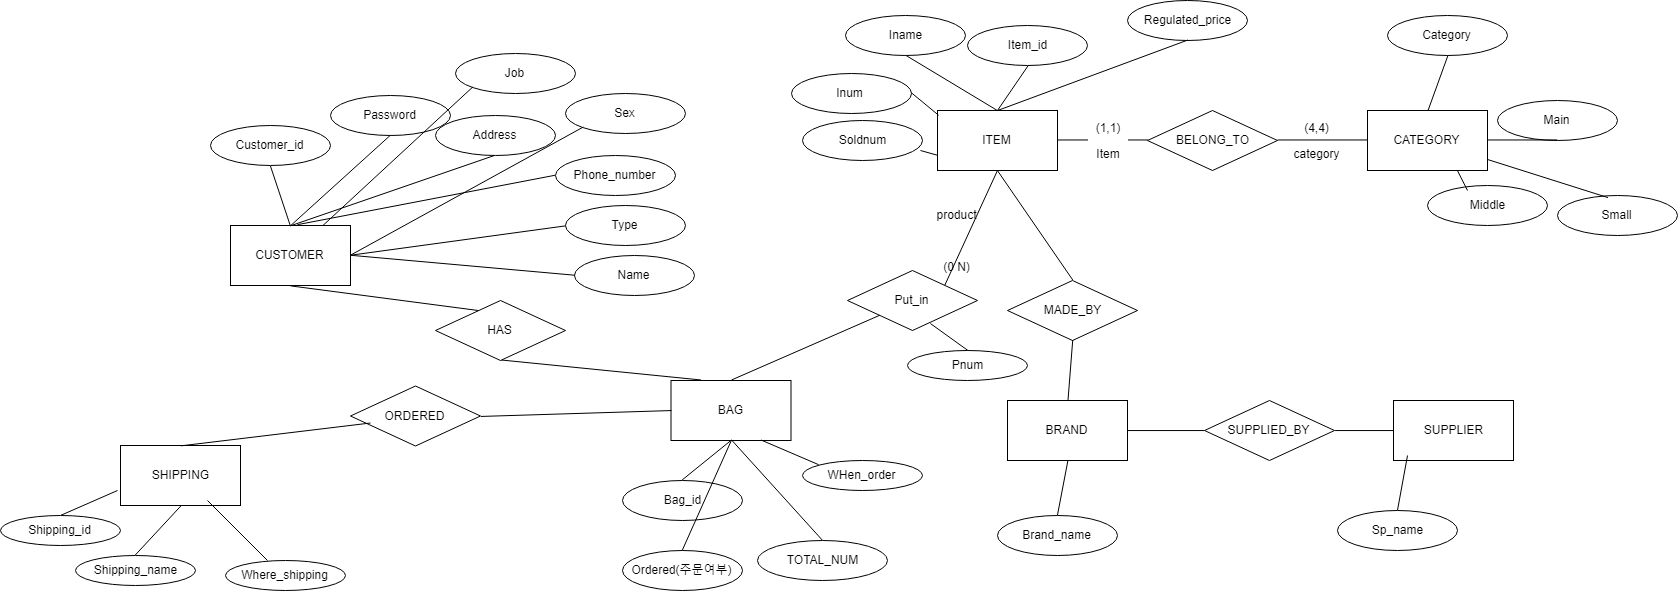 Regulated_price
Iname
Category
Item_id
Job
Inum
Password
Sex
Main
(1,1)
(4,4)
Address
ITEM
BELONG_TO
CATEGORY
Soldnum
Customer_id
Item
category
Phone_number
Middle
product
Small
Type
CUSTOMER
(0 N)
Name
Put_in
MADE_BY
HAS
Pnum
BAG
ORDERED
BRAND
SUPPLIED_BY
SUPPLIER
SHIPPING
WHen_order
Bag_id
Shipping_id
Brand_name
Sp_name
TOTAL_NUM
Shipping_name
Ordered(주문여부)
Where_shipping